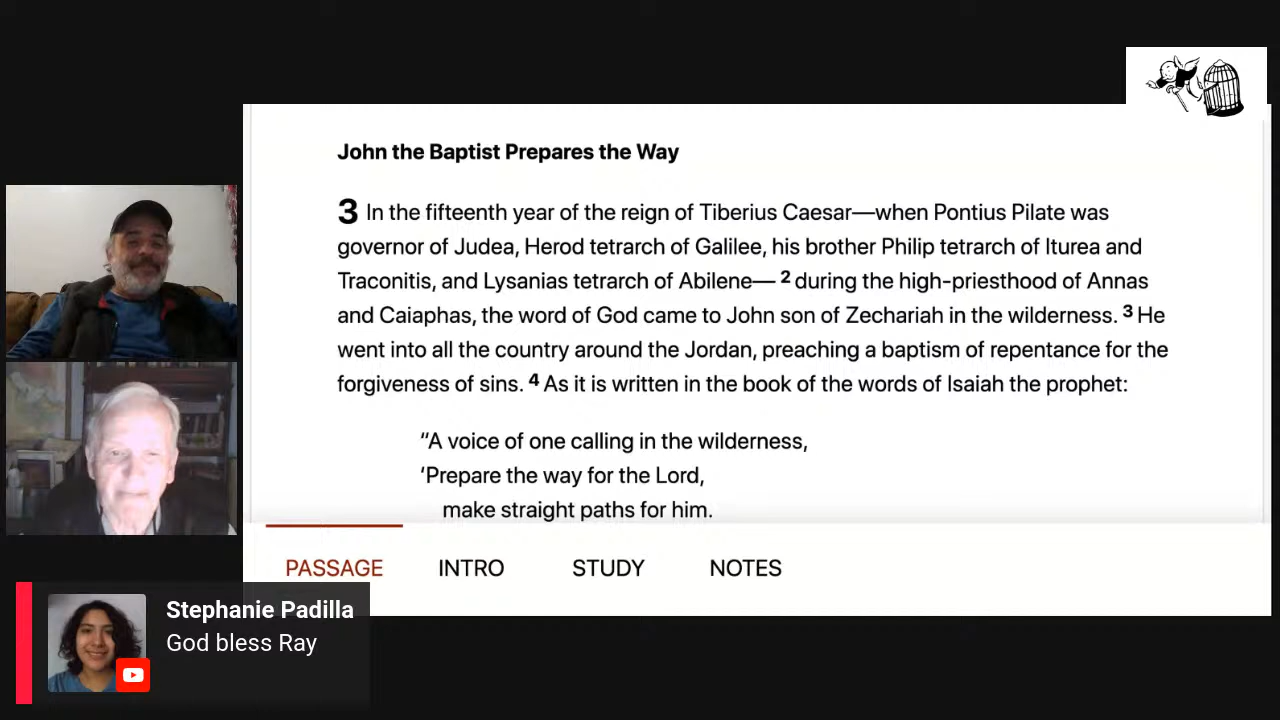 John the Baptist Prepares the Way
3 In the fifteenth year of the reign of Tiberius Caesar—when Pontius Pilate was
governor of Judea, Herod tetrarch of Galilee, his brother Philip tetrarch of Iturea and
Traconitis, and Lysanias tetrarch of Abilene— 2 during the high-priesthood of Annas
and Caiaphas, the word of God came to John son of Zechariah in the wilderness. 3 He
went into all the country around the Jordan, preaching a baptism of repentance for the
forgiveness of sins. 4 As it is written in the book of the words of Isaiah the prophet:
“A voice of one calling in the wilderness,
‘Prepare the way for the Lord,
make straight paths for him.
PASSAGE INTRO STUDY NOTES
Stephanie Padilla
God bless Ray